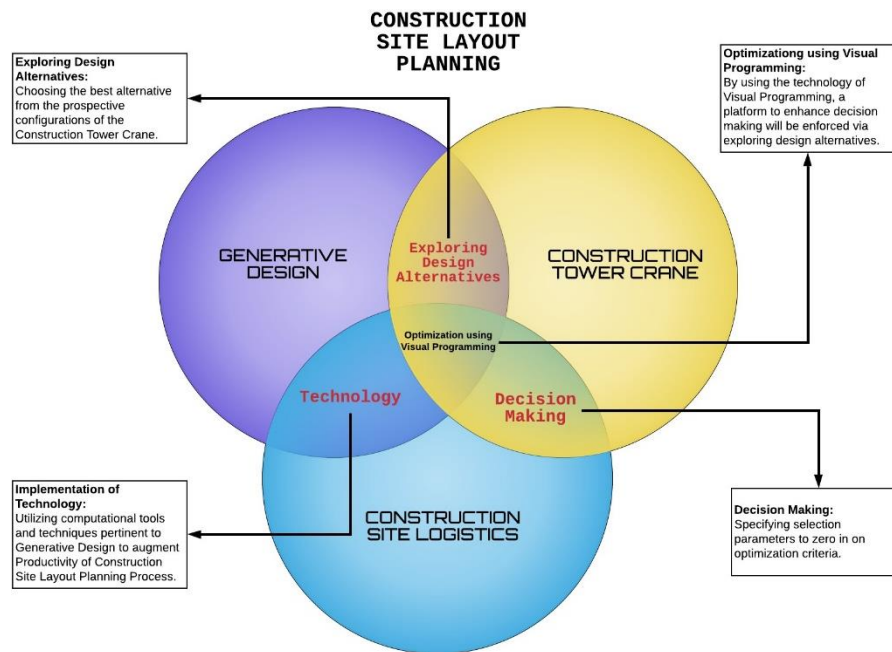 CONSTRUCTION
SITE LAYOUT
PLANNING
Exploring Design
Alternatives:
Choosing the best alternative
from the prospective
configurations of the
Construction Tower Crane.
Optimizationg using Visual
Programming:
By using the technology of
Visual Programming, a
platform to enhance decision
making will be enforced via
exploring design alternatives.
GENERATIVE
DESIGN
Exploring
Design
Alternatives
CONSTRUCTION
TOWER CRANE
Optimization using
Visual Programming
Technology
Decision
Making
CONSTRUCTION
SITE LOGISTICS
Implementation of
Technology:
Utilizing computational tools
and techniques pertinent to
Generative Design to augment
Productivity of Construction
Site Layout Planning Process.
Decision Making:
Specifying selection
parameters to zero in on
optimization criteria.